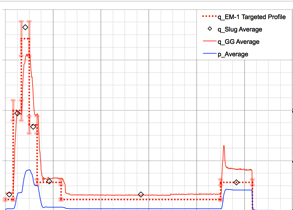 q_EM-1 Targeted Profile
q_Slug Average
q_GG Average
p_Average